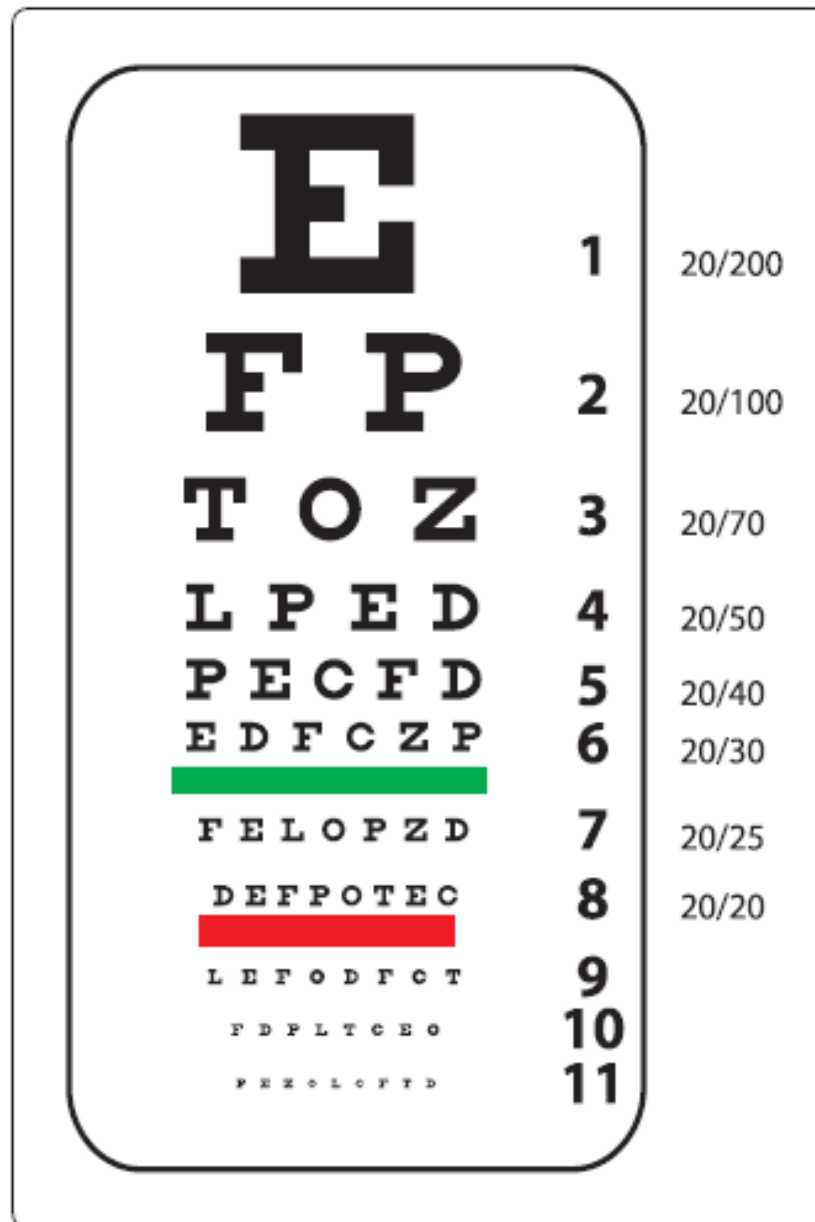 E 1 20/200
F P 2 20/100
T O Z 3 20/70
L P E D 4 20/50
P E C F D 5 20/40
E D F C Z P 6 20/30
F E L O P Z D 7 20/25
D E F P O T E C 8 20/20
L E F O D F C T 9
F D P L T C E O 10
P E Z O L C F T D 11